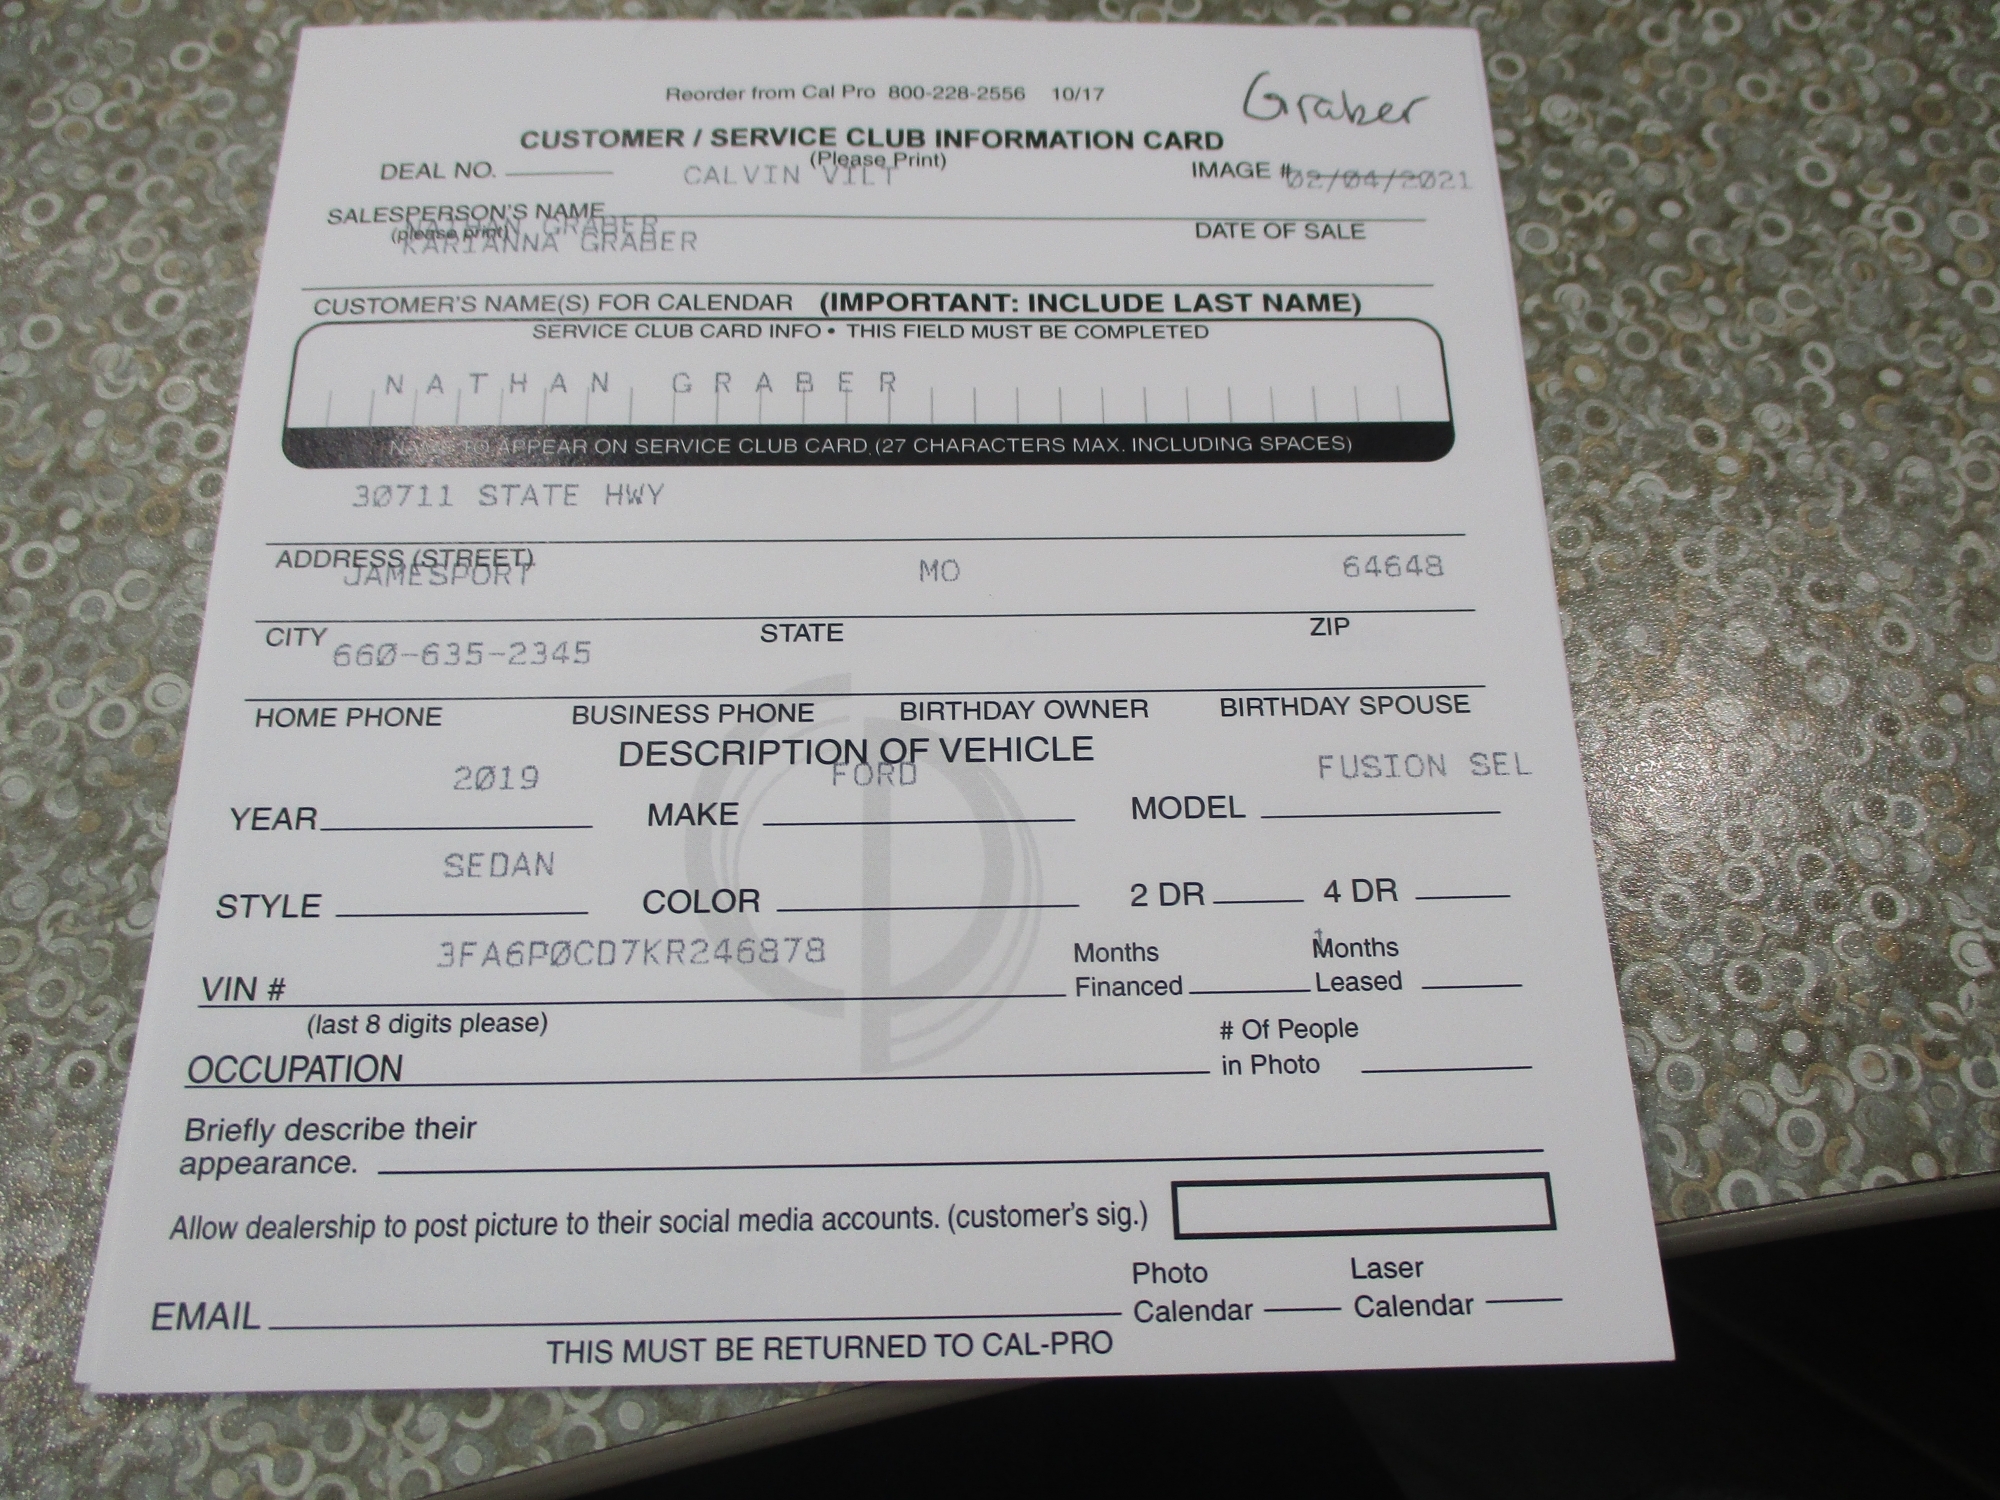 Reorder from Cal Pro 800-228-2556 10/17
Graber
CUSTOMER / SERVICE CLUB INFORMATION CARD
(Please Print)
DEAL NO. CALVIN VILT IMAGE # 02/04/2021
SALESPERSON'S NAME DATE OF SALE
NATHAN GRABER
(please print)
KARIANNA GRABER
CUSTOMER'S NAME(S) FOR CALENDAR (IMPORTANT: INCLUDE LAST NAME)
SERVICE CLUB CARD INFO • THIS FIELD MUST BE COMPLETED
NATHAN GRABER
NAME TO APPEAR ON SERVICE CLUB CARD (27 CHARACTERS MAX. INCLUDING SPACES)
30711 STATE HWY
ADDRESS (STREET)
JAMESPORT MO 64648
CITY STATE ZIP
660-635-2345
HOME PHONE BUSINESS PHONE BIRTHDAY OWNER BIRTHDAY SPOUSE
DESCRIPTION OF VEHICLE
2019 FORD FUSION SEL
YEAR MAKE MODEL
SEDAN
STYLE COLOR 2 DR 4 DR
3FA6P0CD7KR246878
VIN # Months Financed Months Leased
(last 8 digits please)
OCCUPATION # Of People in Photo
Briefly describe their
appearance.
Allow dealership to post picture to their social media accounts. (customer's sig.)
EMAIL Photo Calendar Laser Calendar
THIS MUST BE RETURNED TO CAL-PRO